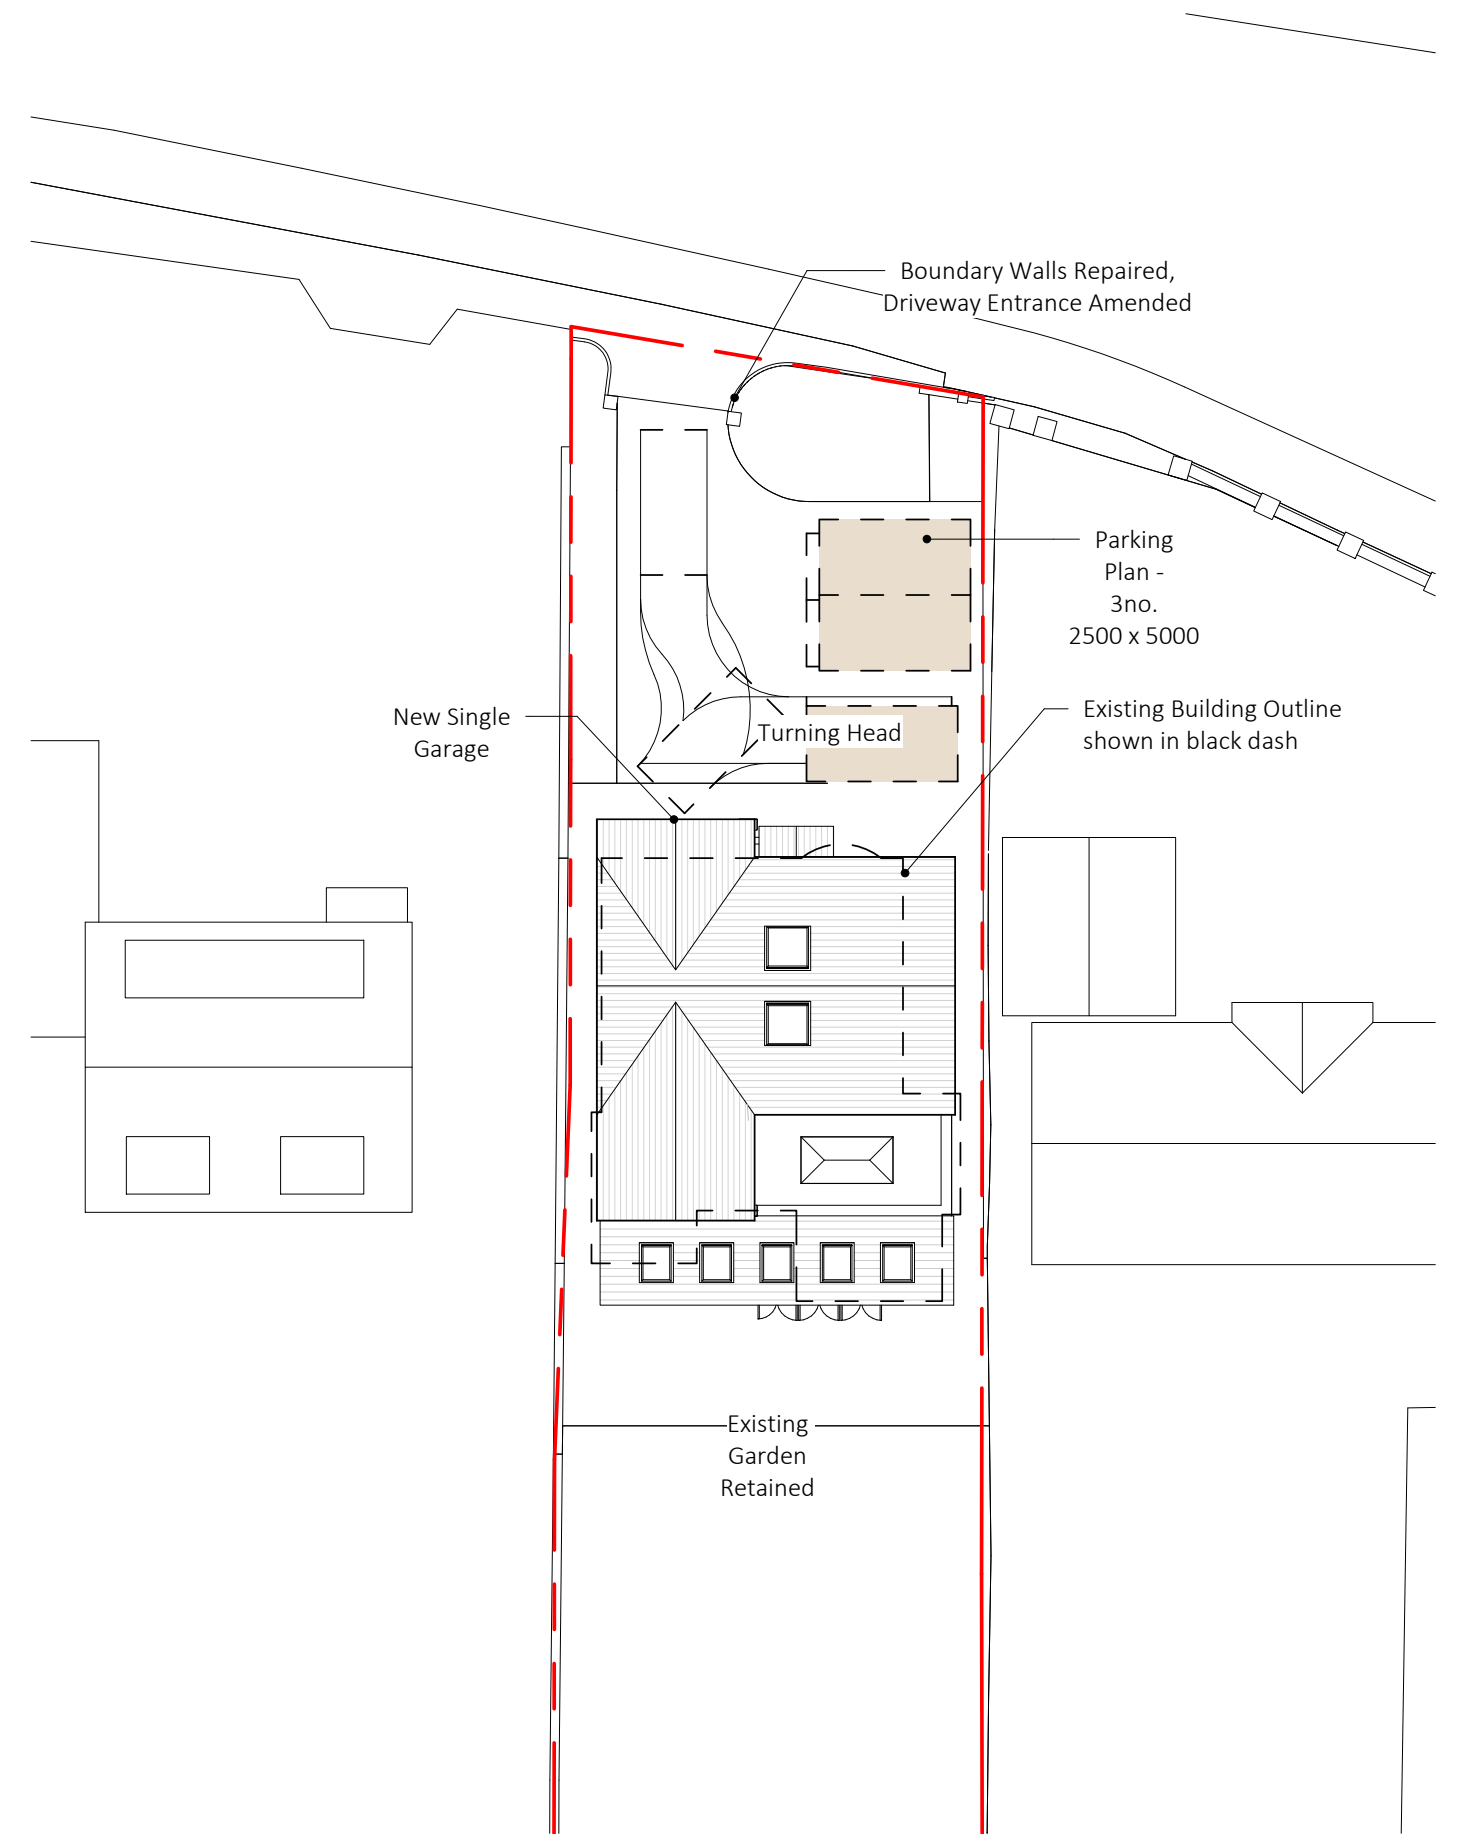 Boundary Walls Repaired,
Driveway Entrance Amended
Parking
Plan -
3no.
2500 x 5000
New Single
Garage
Turning Head
Existing Building Outline
shown in black dash
Existing
Garden
Retained